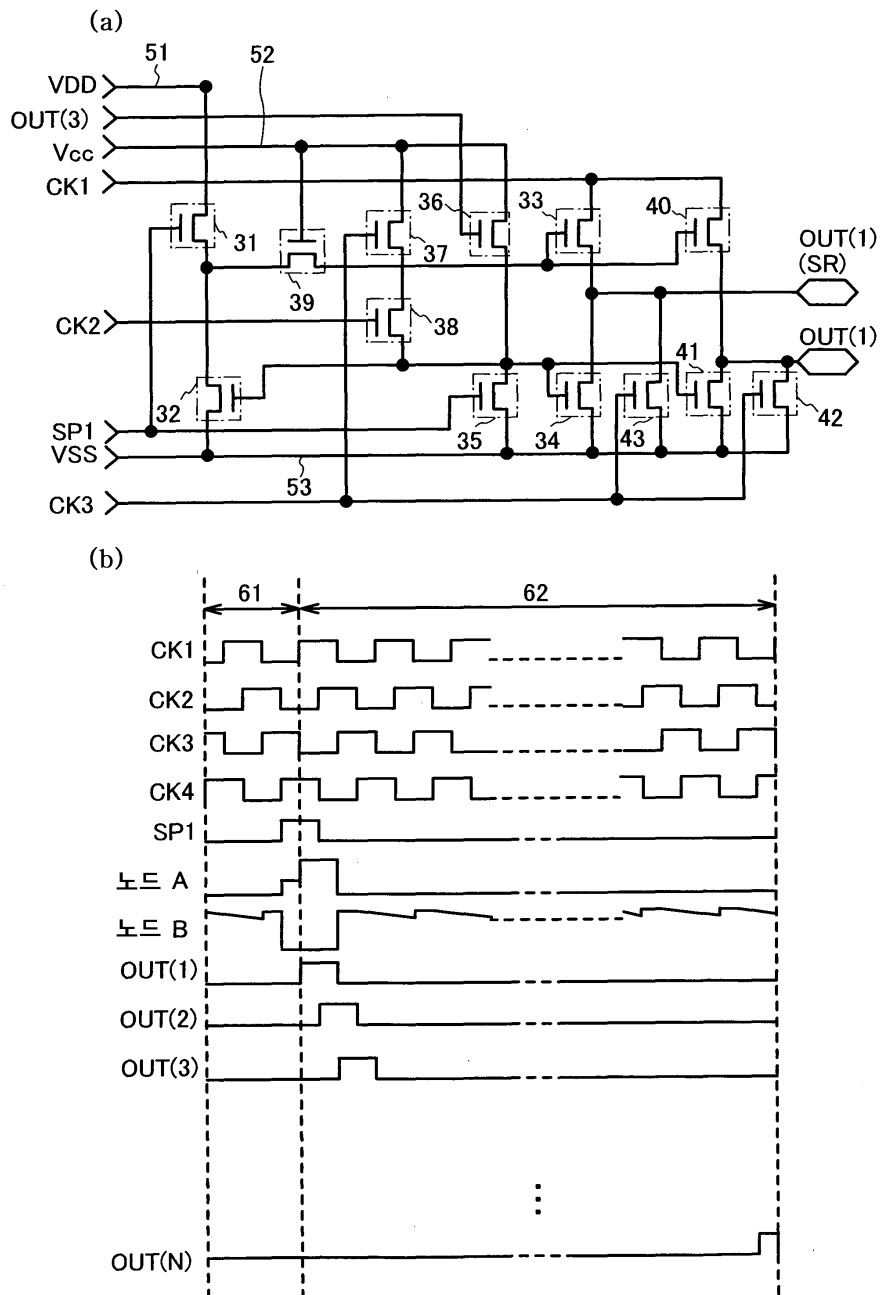 (a)
51
52
VDD
OUT(3)
Vcc
CK1
31
39
37
36
33
40
OUT(1)
(SR)
CK2
38
OUT(1)
32
35
34
43
41
42
SP1
VSS
53
CK3
(b)
61
62
CK1
CK2
CK3
CK4
SP1
노드 A
노드 B
OUT(1)
OUT(2)
OUT(3)
OUT(N)